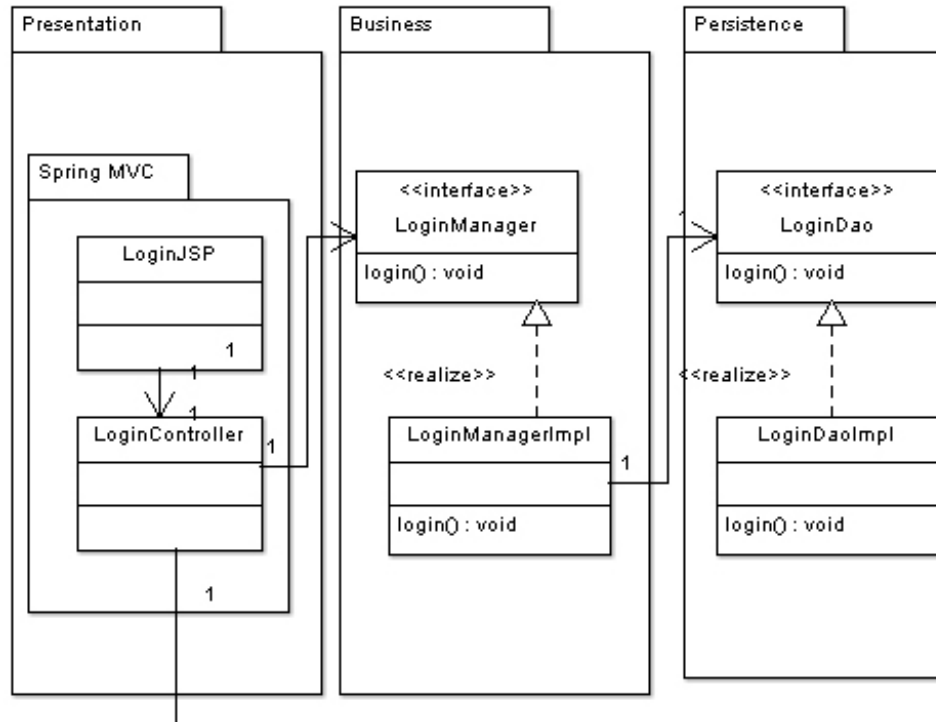 Presentation
Business
Persistence
Spring MVC
LoginJSP
1
1
1
LoginController
1
1
<<interface>>
LoginManager
login() : void
<<realize>>
LoginManagerImpl
1
login() : void
<<interface>>
LoginDao
login() : void
<<realize>>
LoginDaoImpl
login() : void